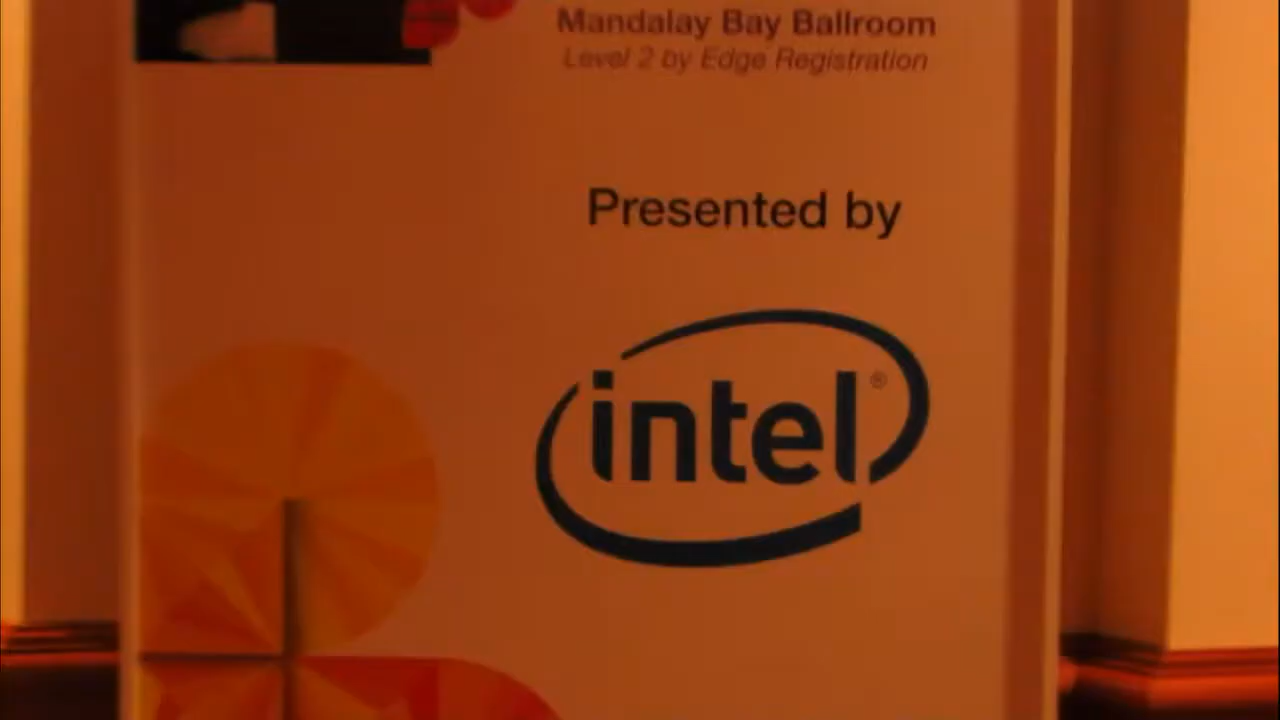 Mandalay Bay Ballroom
Level 2 by Edge Registration
Presented by
intel®